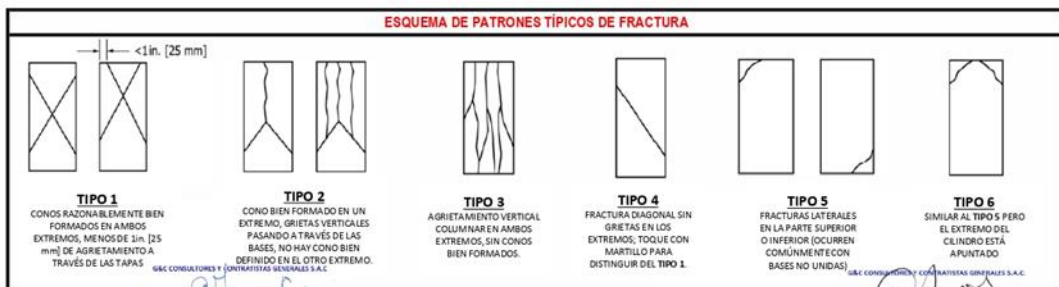 ESQUEMA DE PATRONES TÍPICOS DE FRACTURA
<1in. [25 mm]
TIPO 1
CONOS RAZONABLEMENTE BIEN
FORMADOS EN AMBOS
EXTREMOS, MENOS DE 1in. [25
mm] DE AGRIETAMIENTO A
TRAVÉS DE LAS TAPAS
TIPO 2
CONO BIEN FORMADO EN UN
EXTREMO, GRIETAS VERTICALES
PASANDO A TRAVÉS DE LAS
BASES, NO HAY CONO BIEN
DEFINIDO EN EL OTRO EXTREMO.
TIPO 3
AGRIETAMIENTO VERTICAL
COLUMNAR EN AMBOS
EXTREMOS, SIN CONOS
BIEN FORMADOS.
TIPO 4
FRACTURA DIAGONAL SIN
GRIETAS EN LOS
EXTREMOS; TOQUE CON
MARTILLO PARA
DISTINGUIR DEL TIPO 1.
TIPO 5
FRACTURAS LATERALES
EN LA PARTE SUPERIOR
O INFERIOR (OCURREN
COMÚNMENTE CON
BASES NO UNIDAS)
TIPO 6
SIMILAR AL TIPO 5 PERO
EL EXTREMO DEL
CILINDRO ESTÁ
APUNTADO
G&C CONSULTORES Y CONTRATISTAS GENERALES S.A.C
G&C CONSULTORES Y CONTRATISTAS GENERALES S.A.C.